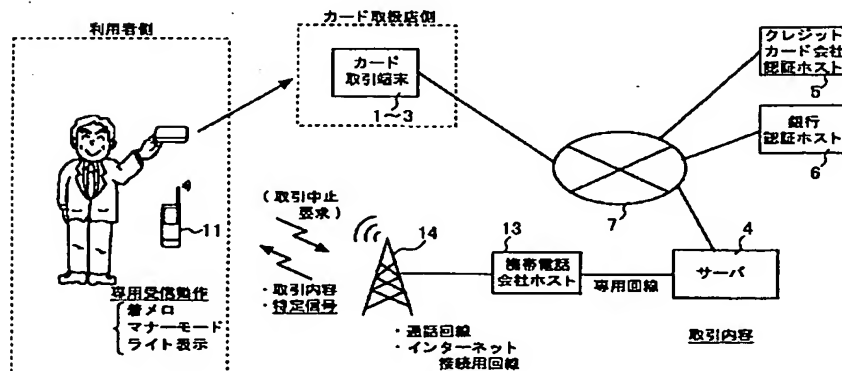 利用者側
カード取扱店側
カード
取引端末
1~3
クレジット
カード会社
認証ホスト
5
銀行
認証ホスト
6
7
4
サーバ
専用回線
13
携帯電話
会社ホスト
14
11
(取引中止
要求)
・取引内容
・特定信号
専用受信動作
着メロ
マナーモード
ライト表示
・通話回線
・インターネット
接続用回線
取引内容